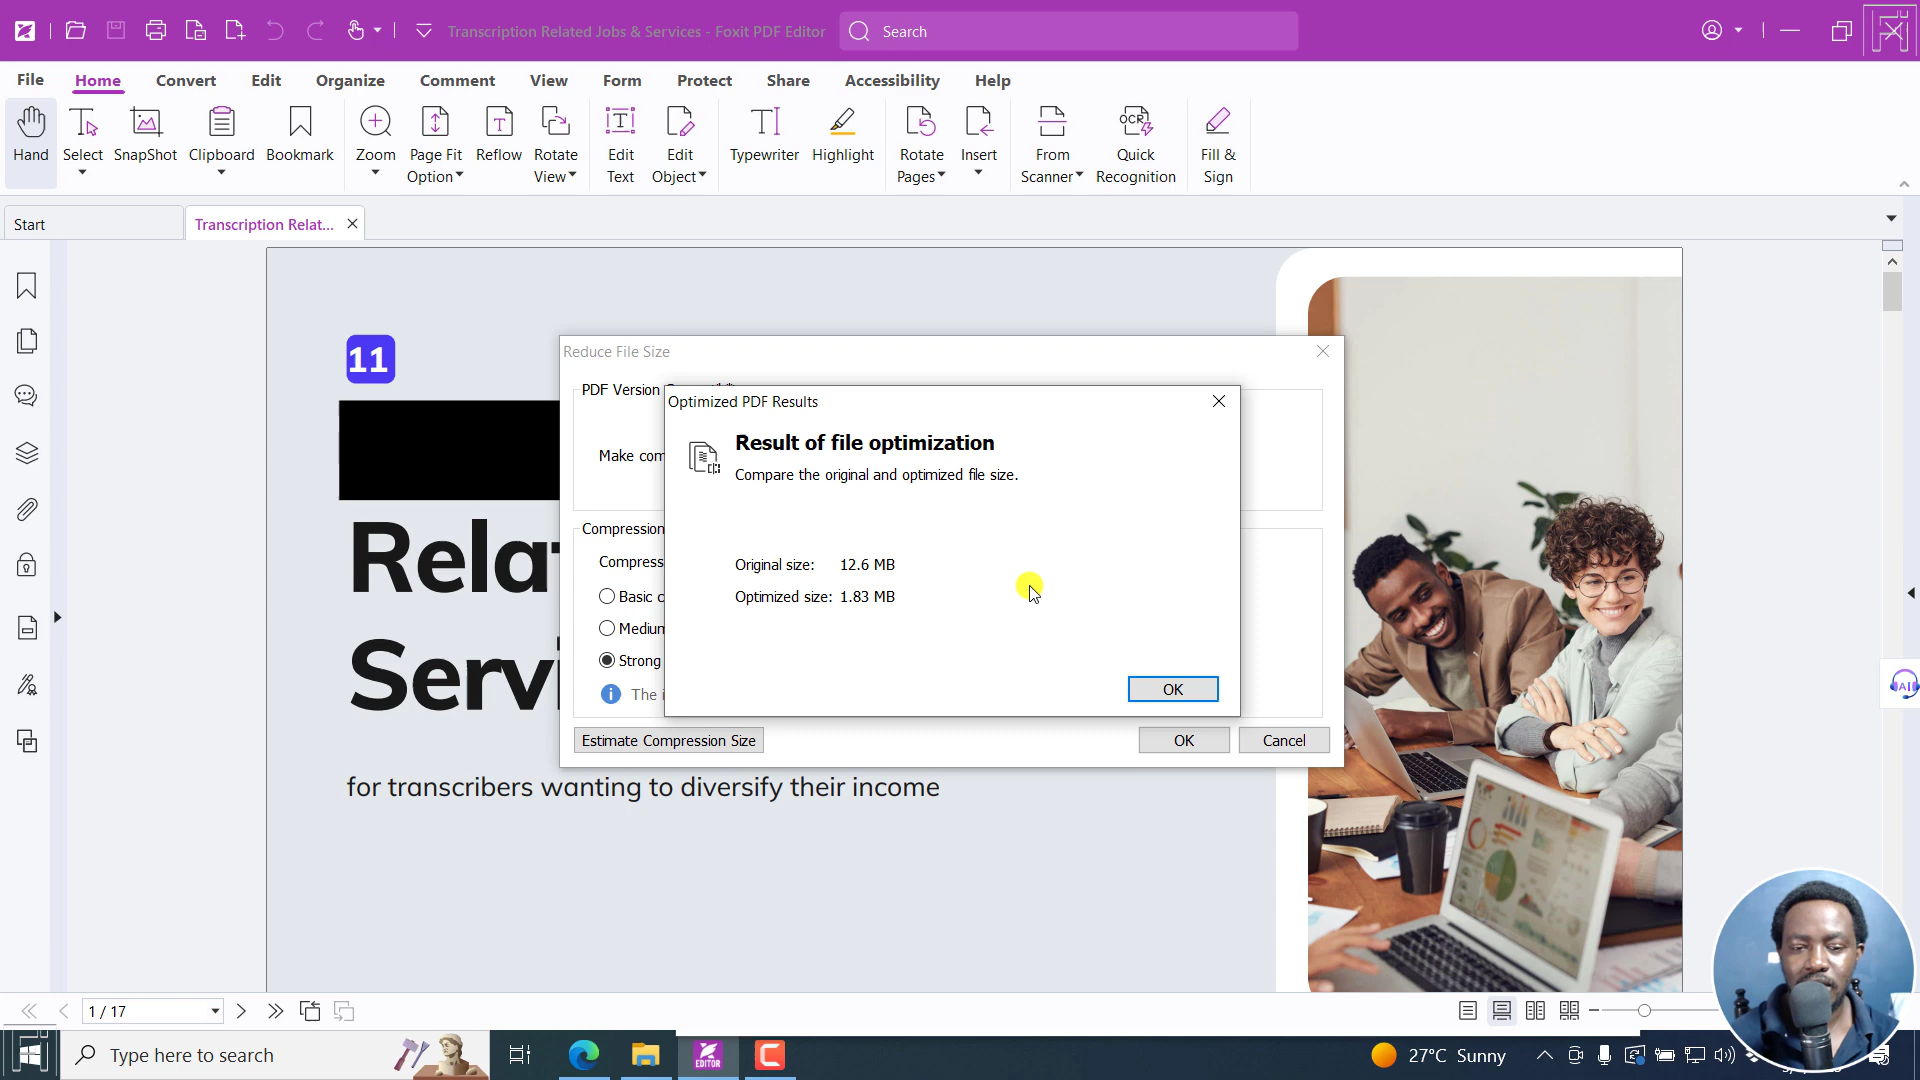 Transcription Related Jobs & Services - Foxit PDF Editor
Search
File Home Convert Edit Organize Comment View Form Protect Share Accessibility Help
Hand
Select
SnapShot
Clipboard
Bookmark
Zoom
Page Fit
Option
Reflow
Rotate
View
Edit
Text
Edit
Object
Typewriter
Highlight
Rotate
Pages
Insert
From
Scanner
OCR
Quick
Recognition
Fill &
Sign
Start
Transcription Relat...
11
Relat
Servi
for transcribers wanting to diversify their income
Reduce File Size
PDF Version
Make com
Compression
Compress
Basic c
Medium
Strong
The i
Estimate Compression Size
OK
Cancel
Optimized PDF Results
Result of file optimization
Compare the original and optimized file size.
Original size: 12.6 MB
Optimized size: 1.83 MB
OK
AI
1 / 17
Type here to search
EDITOR
27°C Sunny